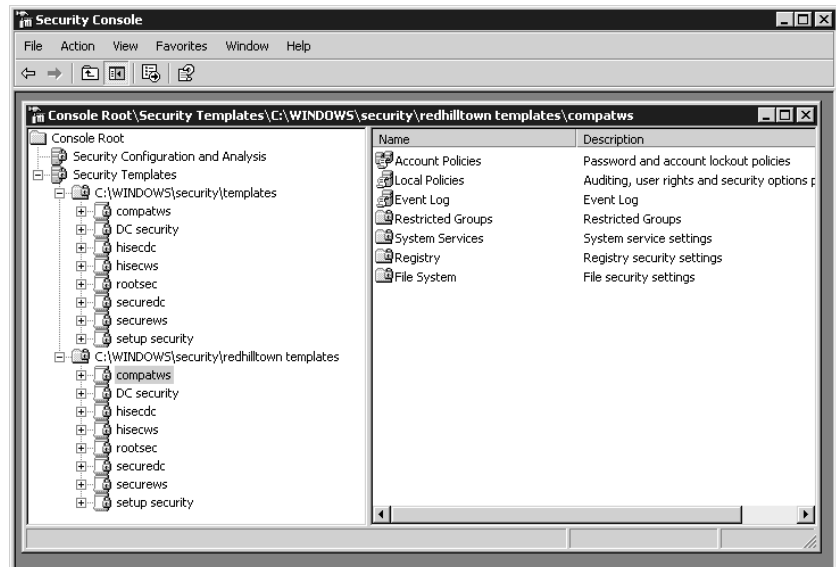 Security Console
File Action View Favorites Window Help
Console Root\Security Templates\C:\WINDOWS\security\redhilltown templates\compatws
Console Root
Security Configuration and Analysis
Security Templates
C:\WINDOWS\security\templates
compatws
DC security
hisecdc
hisecws
rootsec
securedc
securews
setup security
C:\WINDOWS\security\redhilltown templates
compatws
DC security
hisecdc
hisecws
rootsec
securedc
securews
setup security
Name Description
Account Policies Password and account lockout policies
Local Policies Auditing, user rights and security options p
Event Log Event Log
Restricted Groups Restricted Groups
System Services System service settings
Registry Registry security settings
File System File security settings